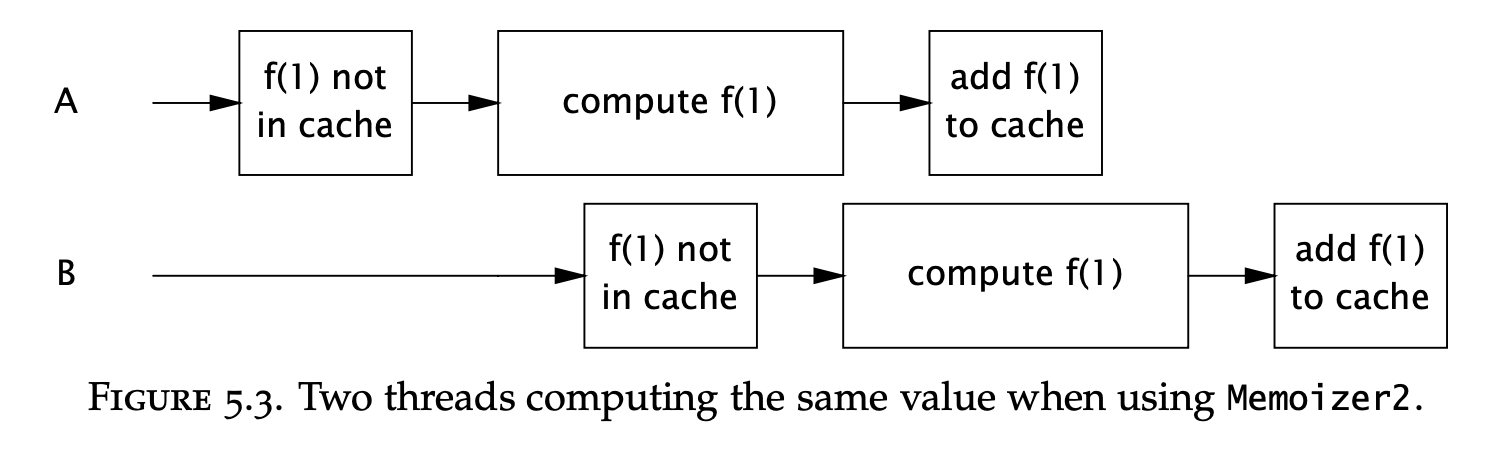 A
f(1) not
in cache
compute f(1)
add f(1)
to cache
B
f(1) not
in cache
compute f(1)
add f(1)
to cache
FIGURE 5.3. Two threads computing the same value when using Memoizer2.